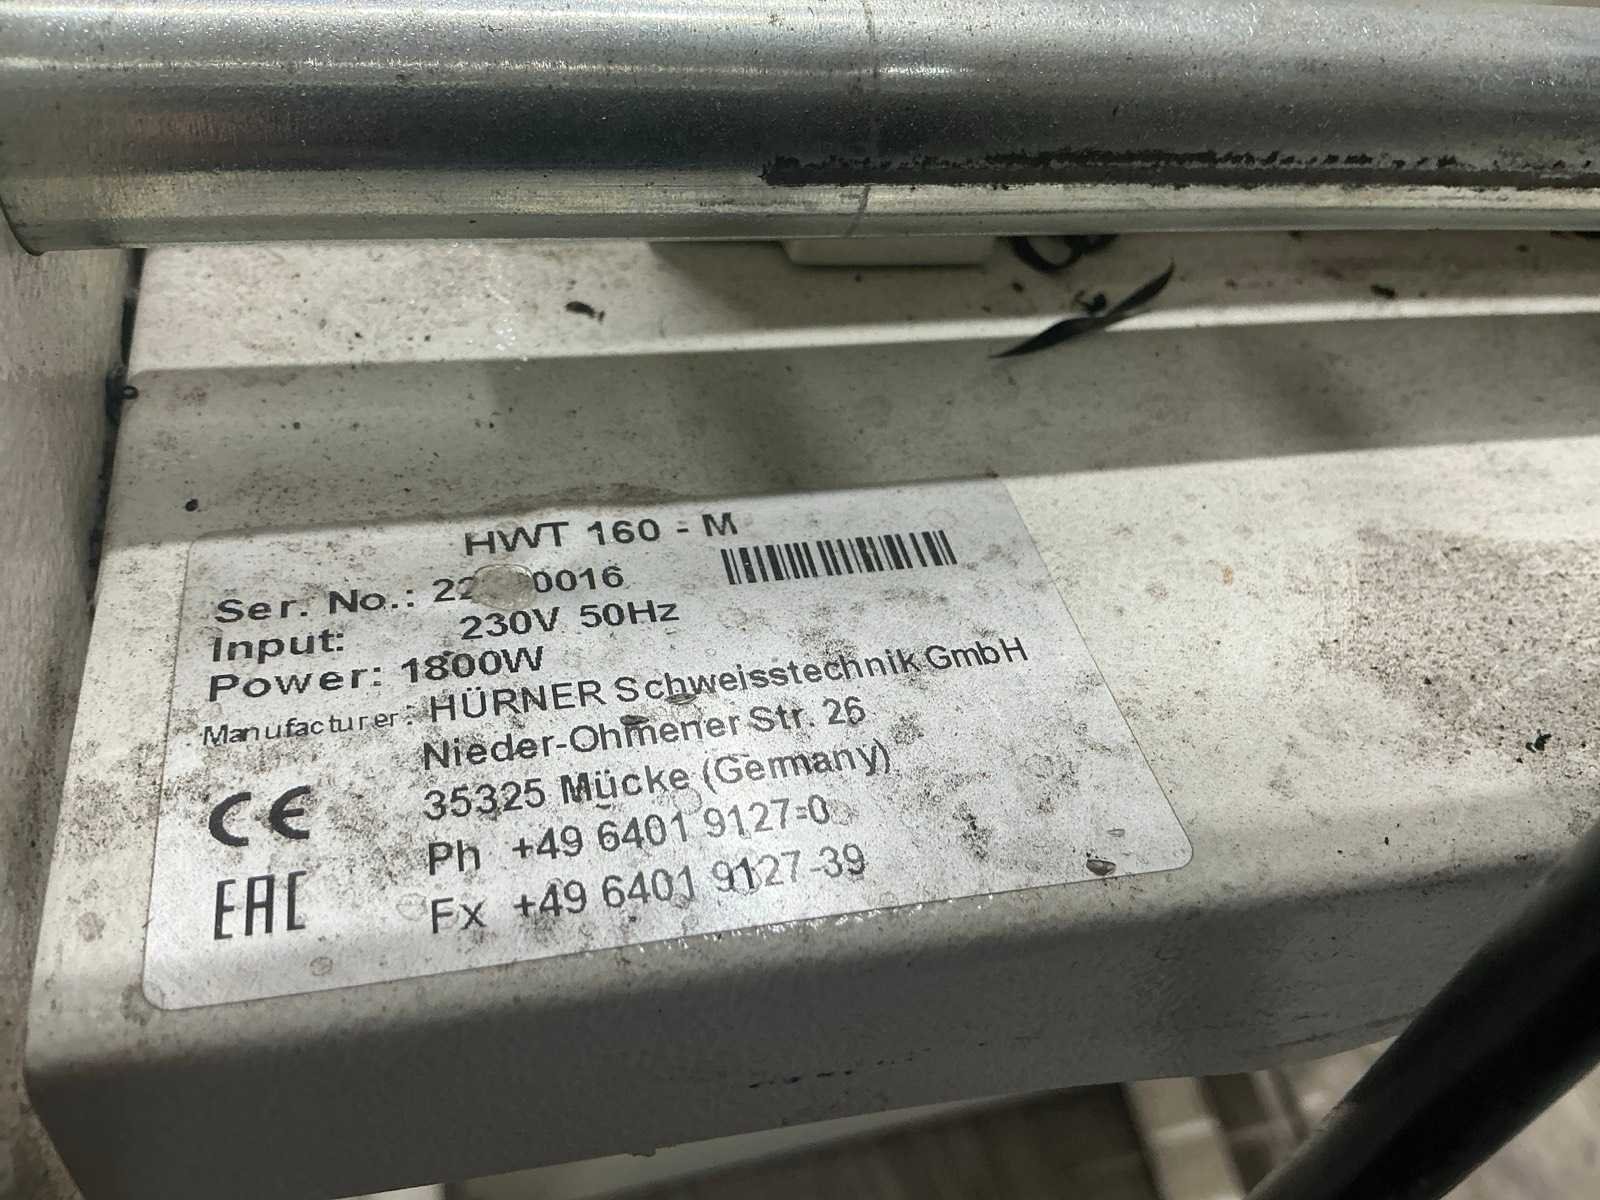 HWT 160 - M
Ser. No.:
Input: 230V 50Hz
Power: 1800W
Manufacturer: HÜRNER Schweisstechnik GmbH
Nieder-Ohmener Str. 26
35325 Mücke (Germany)
Ph +49 6401 9127-0
Fx +49 6401 9127-39
CE
EAC